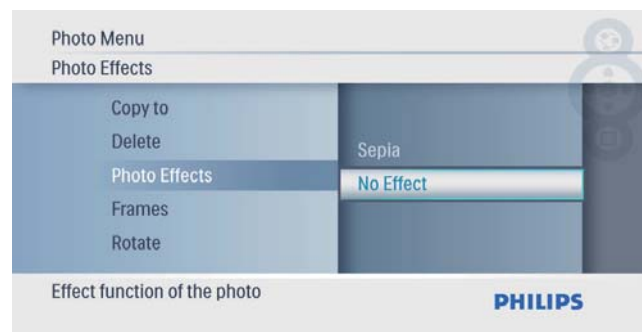 Photo Menu
Photo Effects
Copy to
Delete
Photo Effects
Frames
Rotate
Sepia
No Effect
Effect function of the photo
PHILIPS